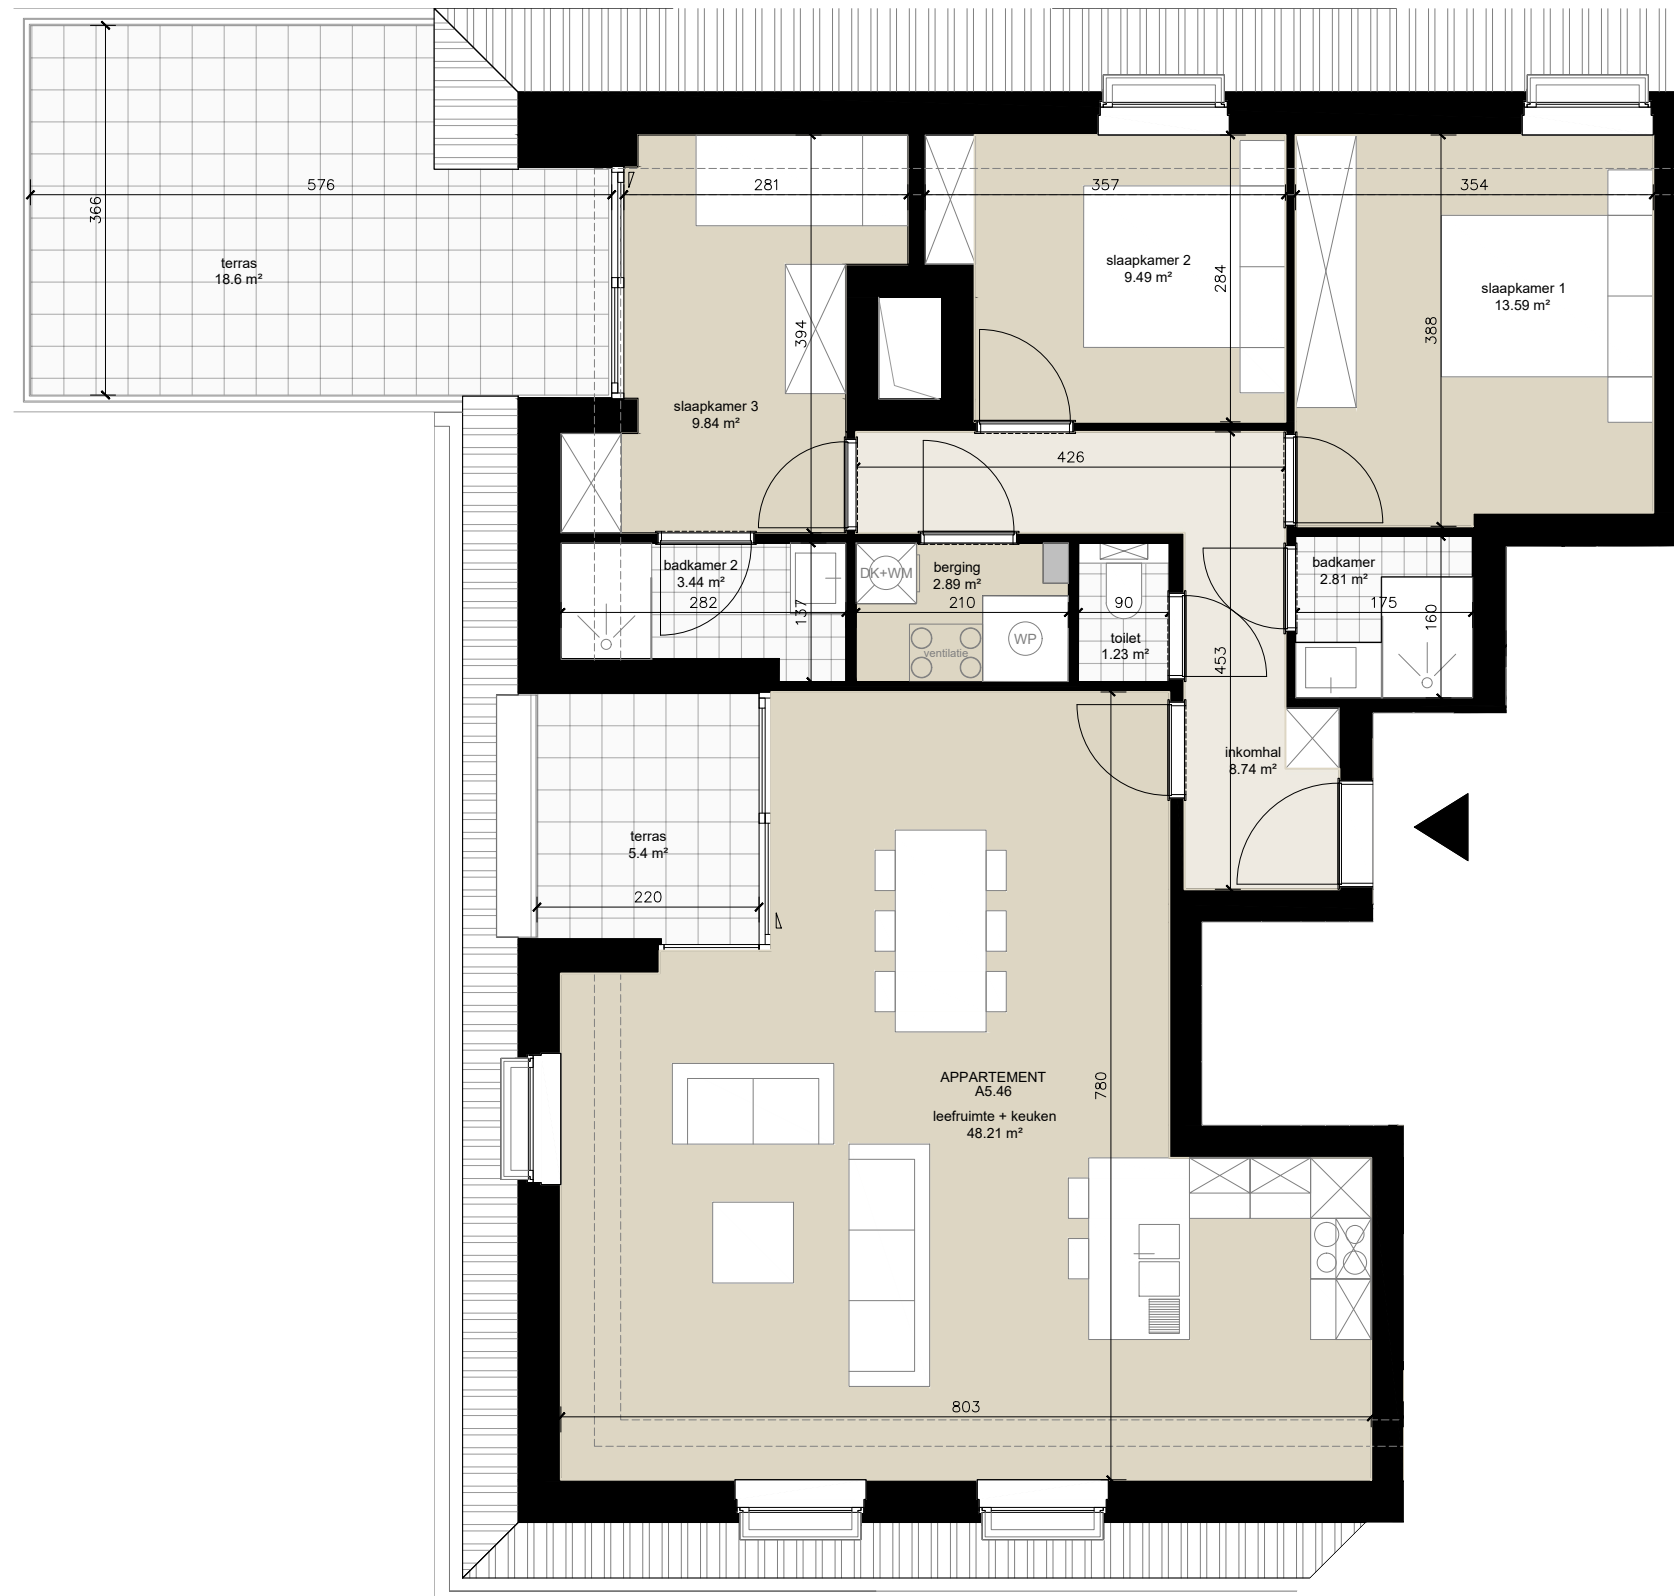 576
366
terras
18.6 m²
281
357
354
slaapkamer 2
9.49 m²
284
slaapkamer 1
13.59 m²
388
394
slaapkamer 3
9.84 m²
426
badkamer 2
3.44 m²
282
137
DK+WM
berging
2.89 m²
210
WP
ventilatie
90
toilet
1.23 m²
453
badkamer
2.81 m²
175
160
inkomhal
8.74 m²
terras
5.4 m²
220
APPARTEMENT
A5.46
leefruimte + keuken
48.21 m²
780
803